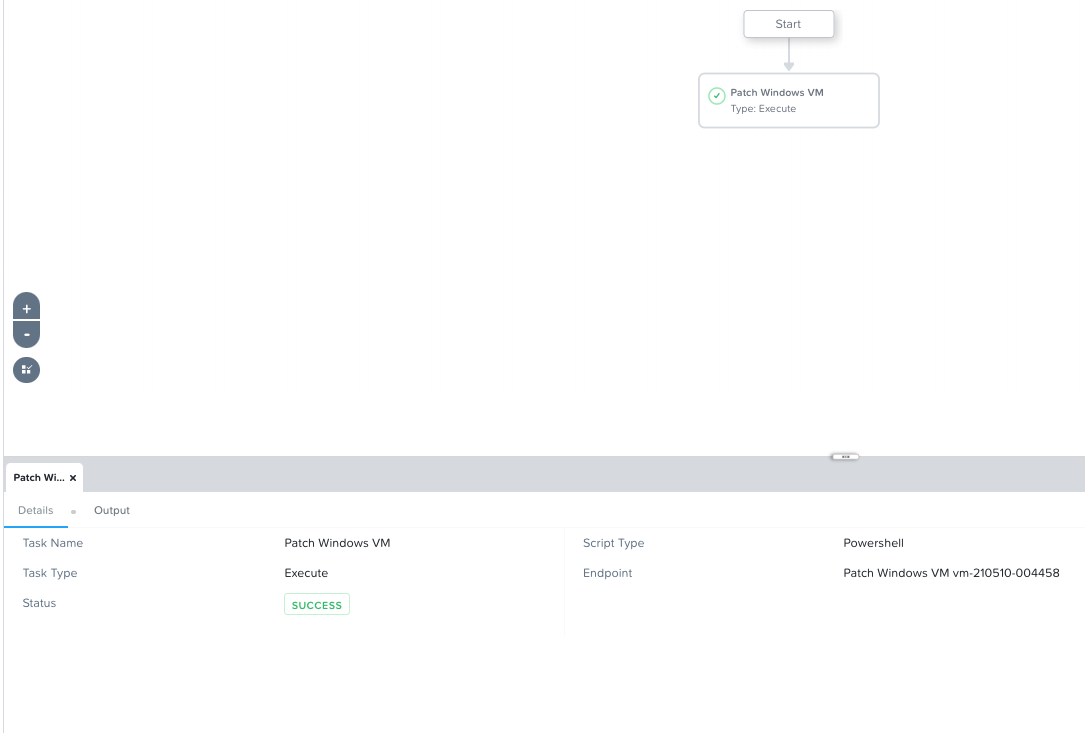 Start
Patch Windows VM
Type: Execute
+
-
Patch Wi... x
Details
Output
Task Name
Patch Windows VM
Script Type
Powershell
Task Type
Execute
Endpoint
Patch Windows VM vm-210510-004458
Status
SUCCESS